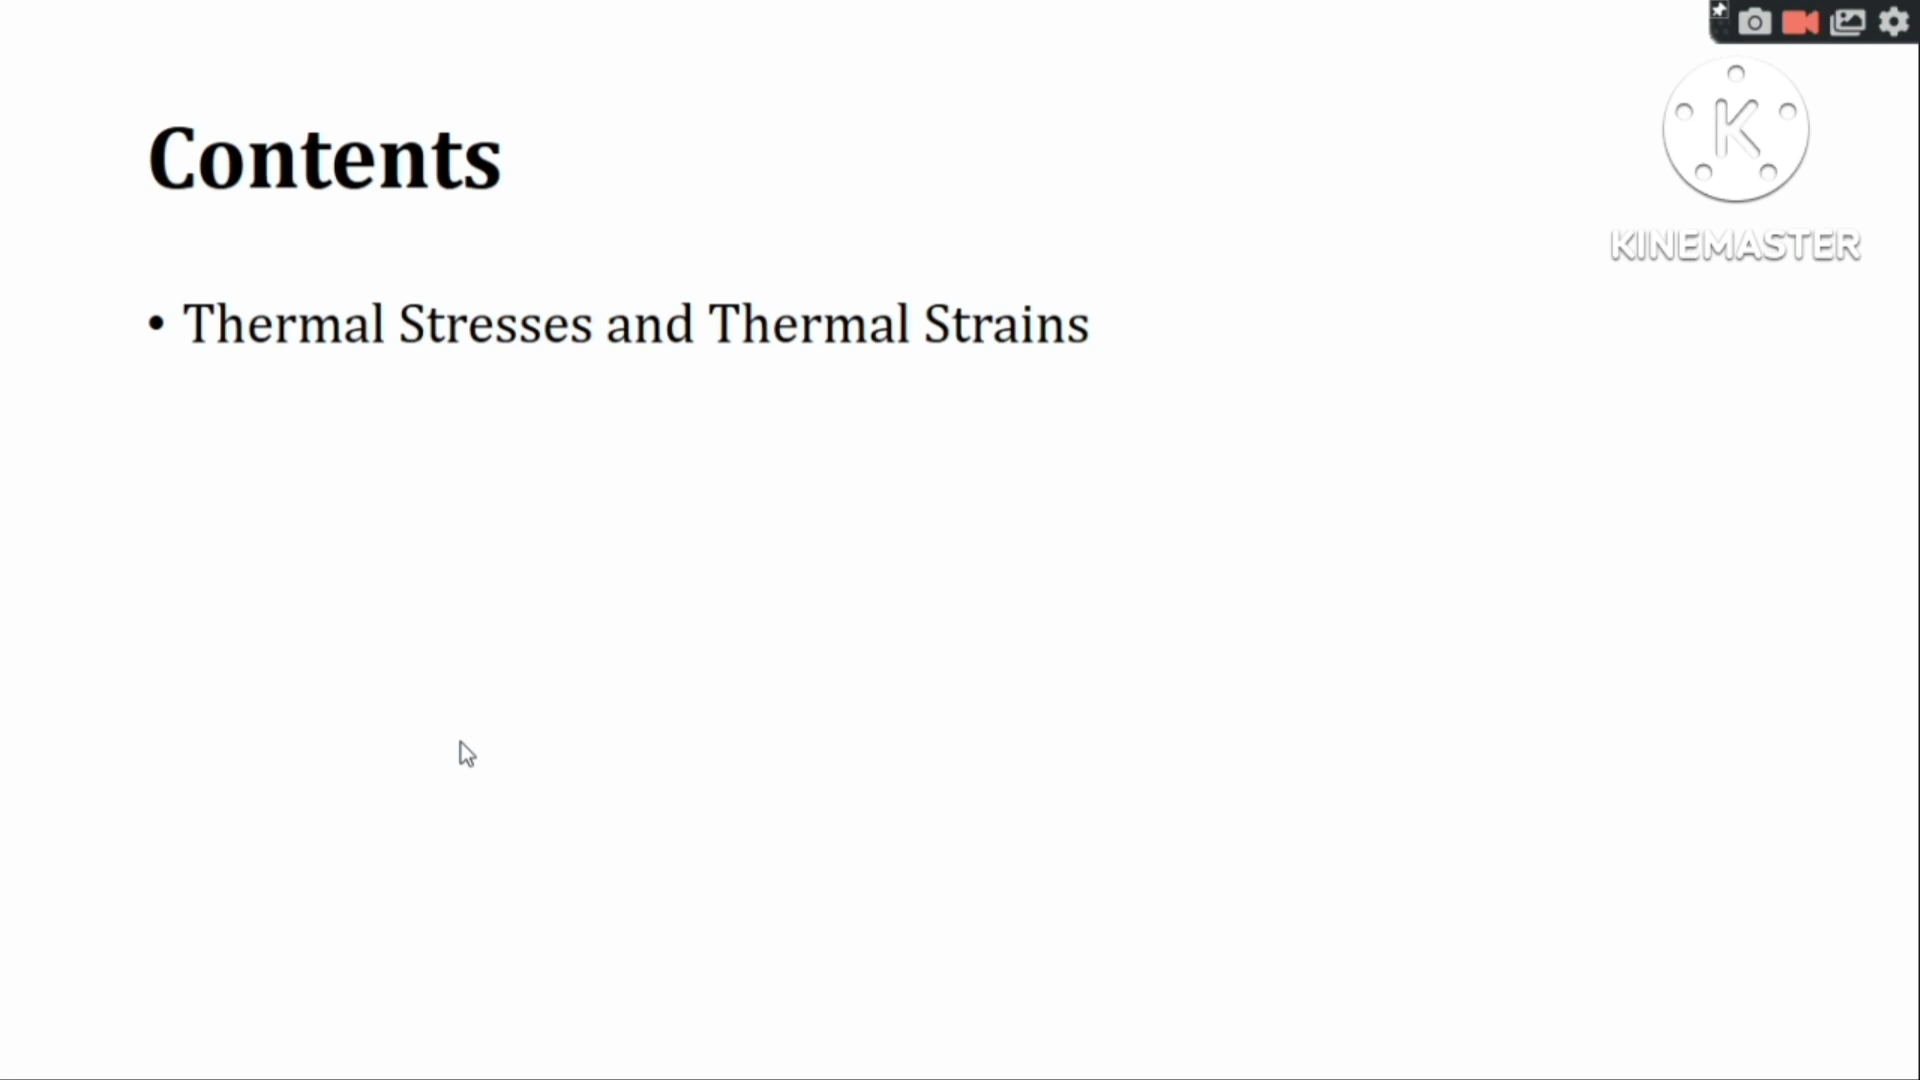 Contents
K
KINEMASTER
• Thermal Stresses and Thermal Strains